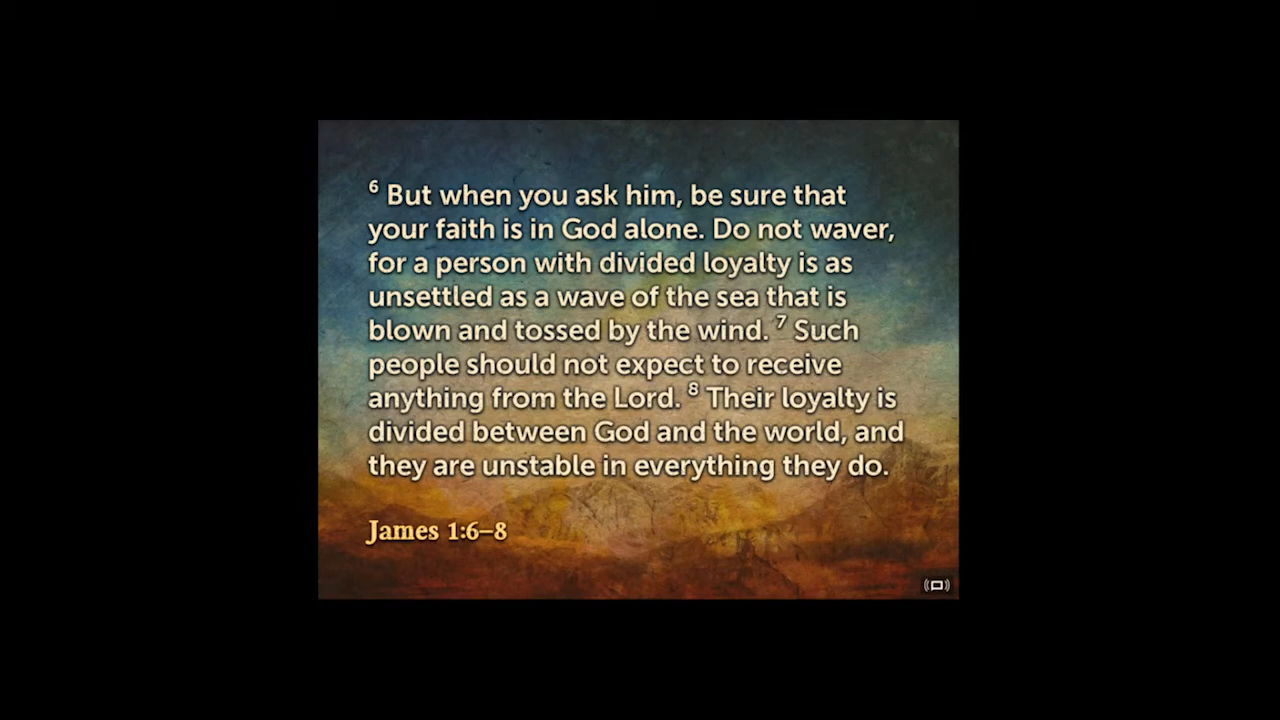 ⁶ But when you ask him, be sure that
your faith is in God alone. Do not waver,
for a person with divided loyalty is as
unsettled as a wave of the sea that is
blown and tossed by the wind. ⁷ Such
people should not expect to receive
anything from the Lord. ⁸ Their loyalty is
divided between God and the world, and
they are unstable in everything they do.
James 1:6–8